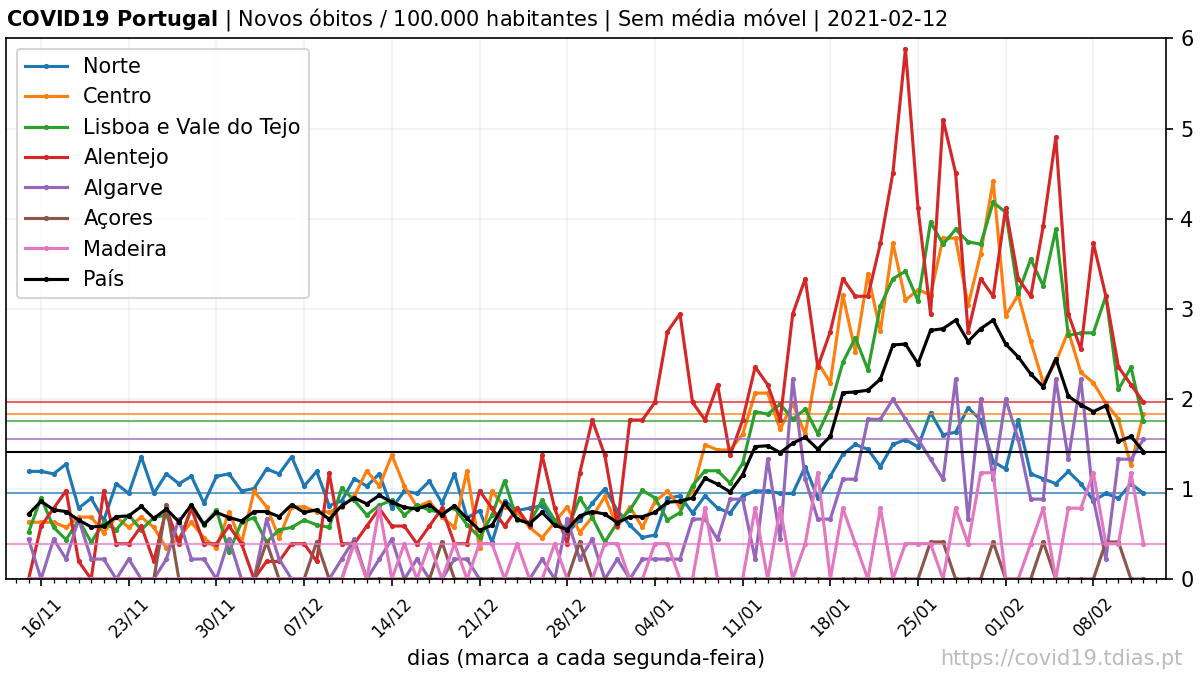 COVID19 Portugal | Novos óbitos / 100.000 habitantes | Sem média móvel | 2021-02-12
Norte
Centro
Lisboa e Vale do Tejo
Alentejo
Algarve
Açores
Madeira
País
6
5
4
3
2
1
0
16/11
23/11
30/11
07/12
14/12
21/12
28/12
04/01
11/01
18/01
25/01
01/02
08/02
dias (marca a cada segunda-feira)
https://covid19.tdias.pt